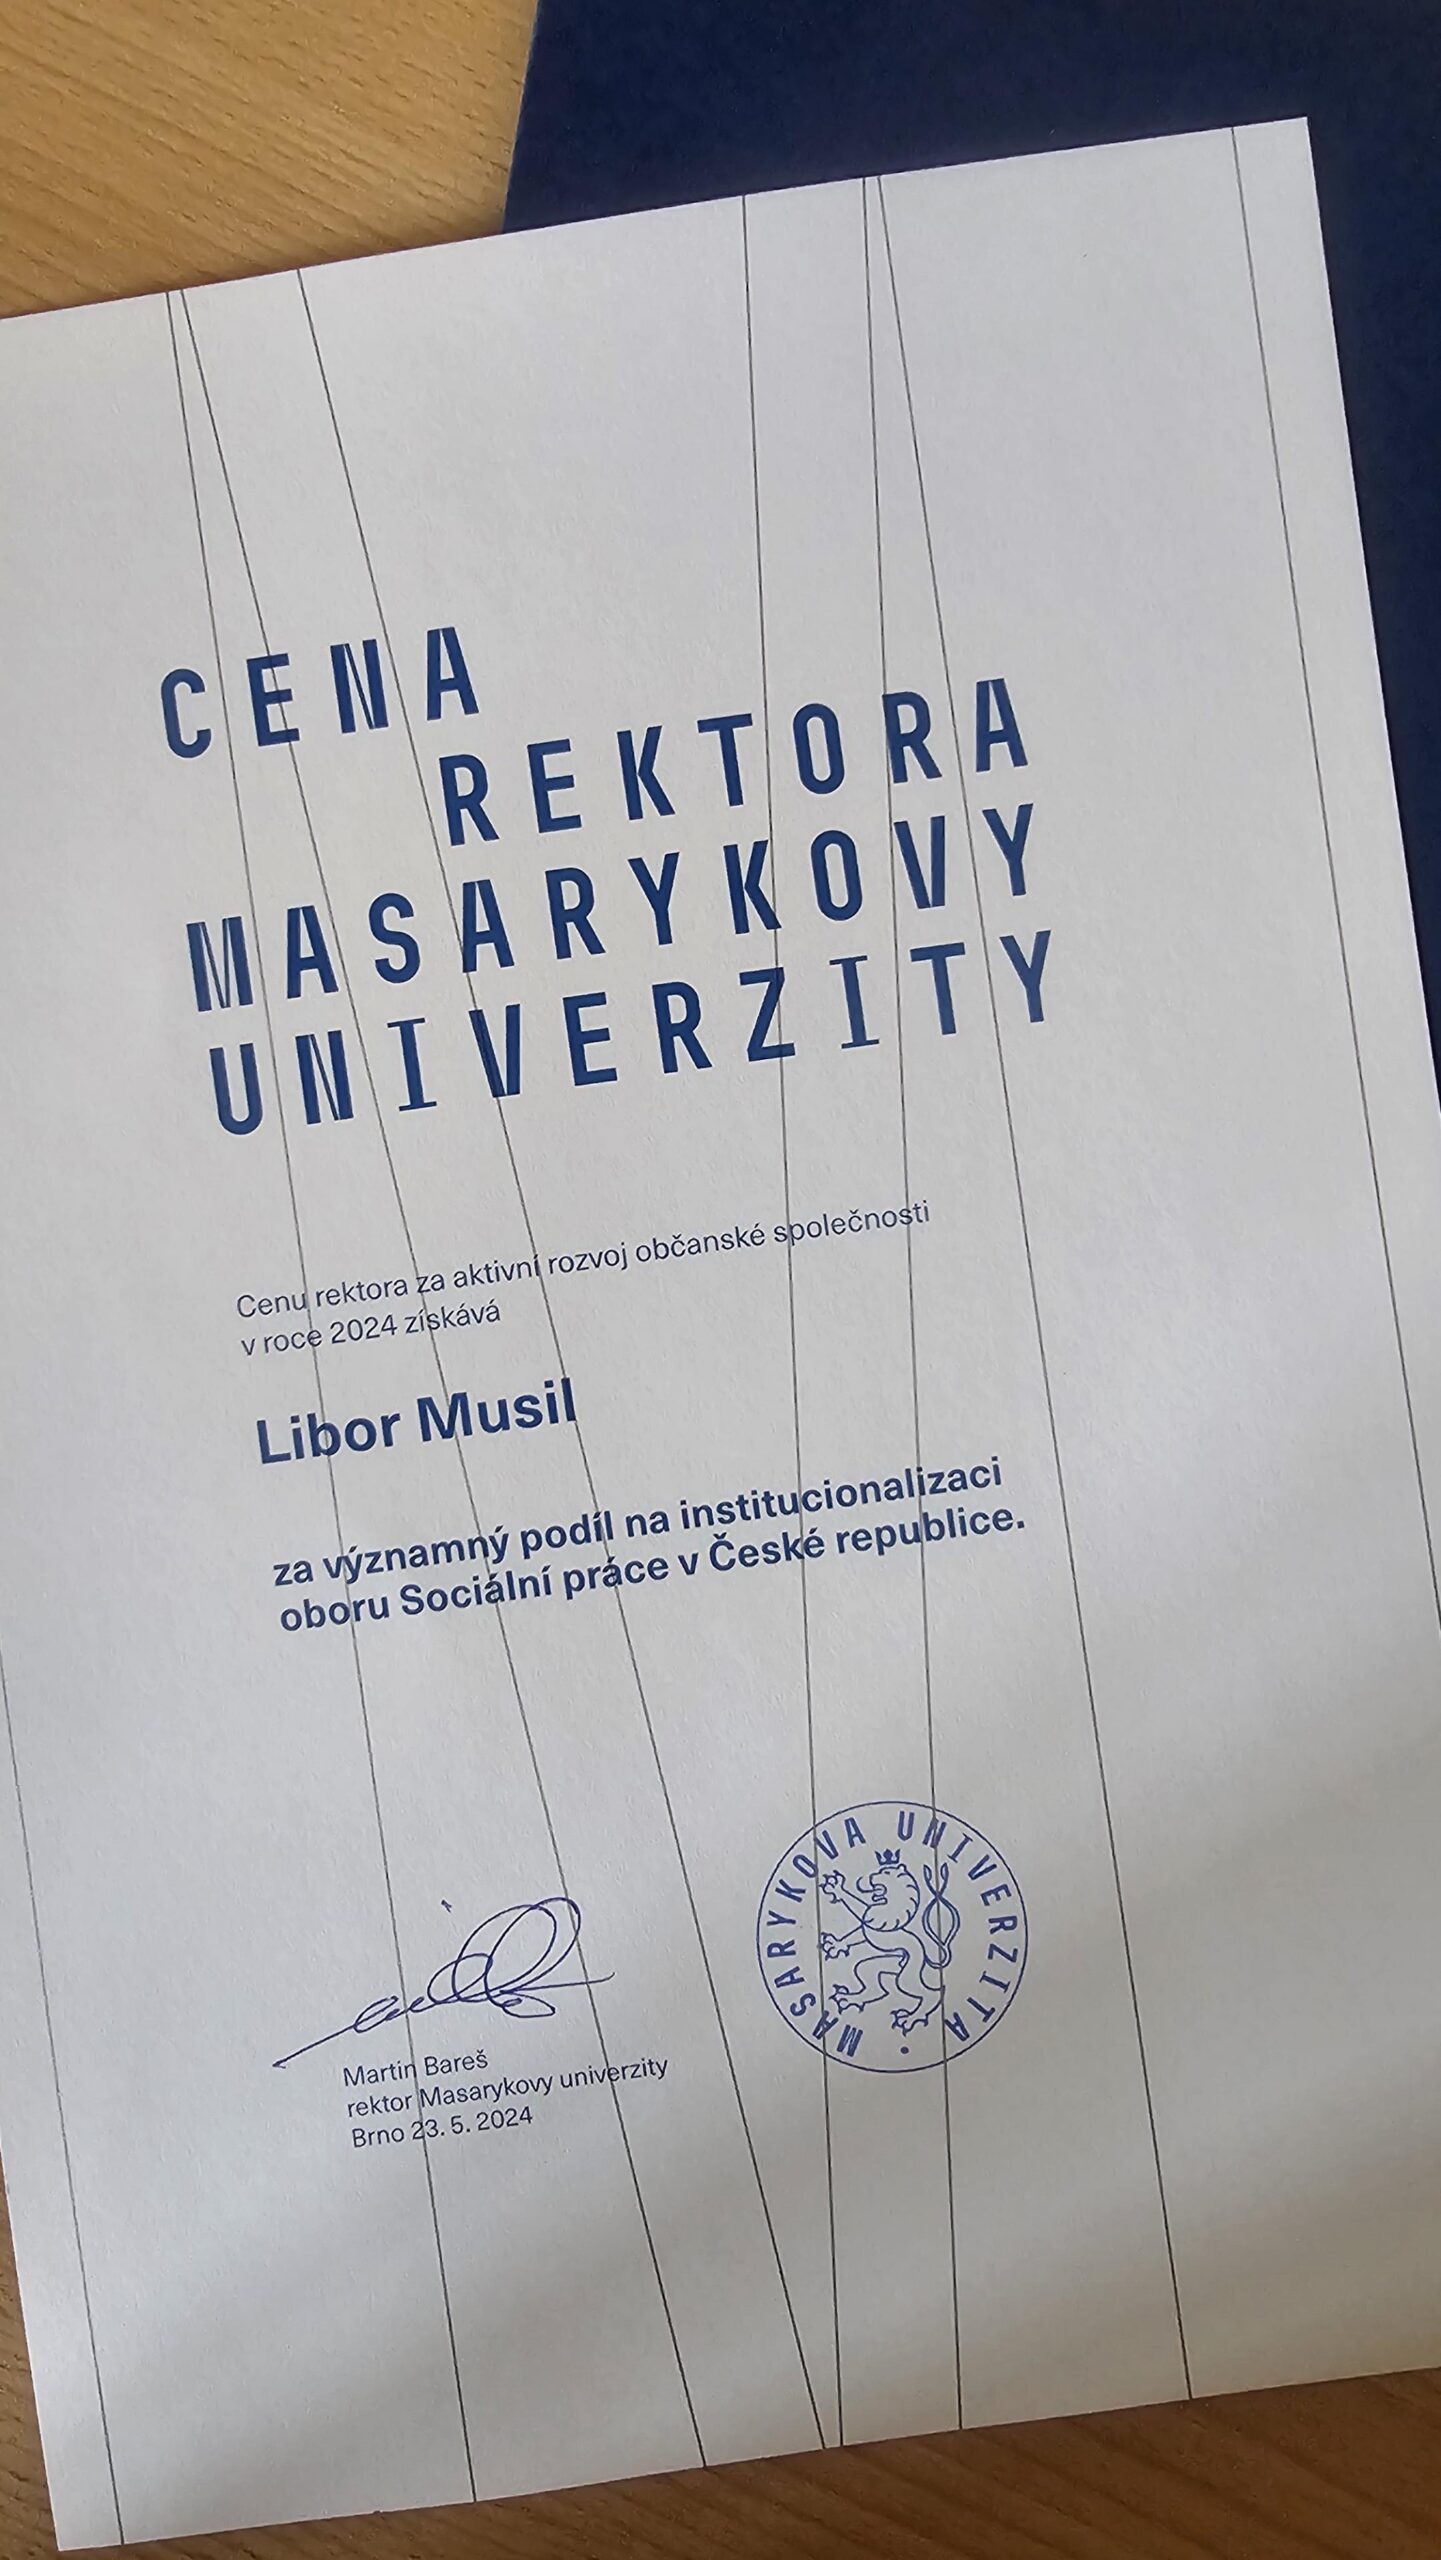 CENA
REKTORA
MASARYKOVY
UNIVERZITY
Cenu rektora za aktivní rozvoj občanské společnosti
v roce 2024 získává
Libor Musil
za významný podíl na institucionalizaci
oboru Sociální práce v České republice.
Martin Bareš
rektor Masarykovy univerzity
Brno 23. 5. 2024
MASARYKOVA UNIVERZITA